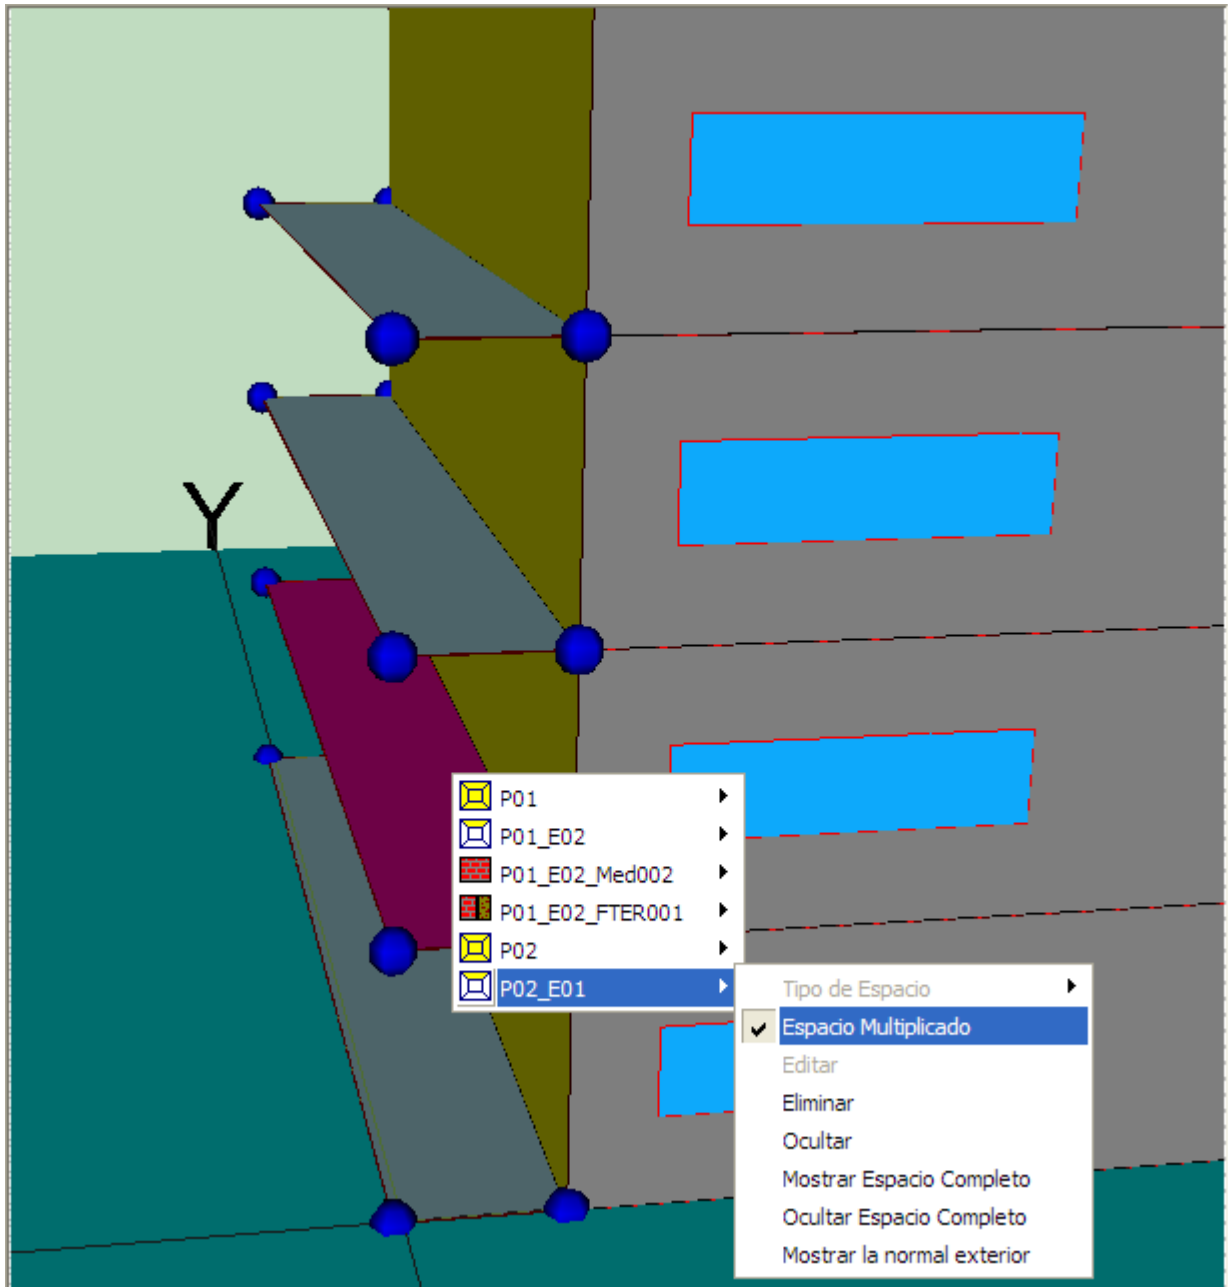 Y
P01
P01_E02
P01_E02_Med002
P01_E02_FTER001
P02
P02_E01
Tipo de Espacio
Espacio Multiplicado
Editar
Eliminar
Ocultar
Mostrar Espacio Completo
Ocultar Espacio Completo
Mostrar la normal exterior